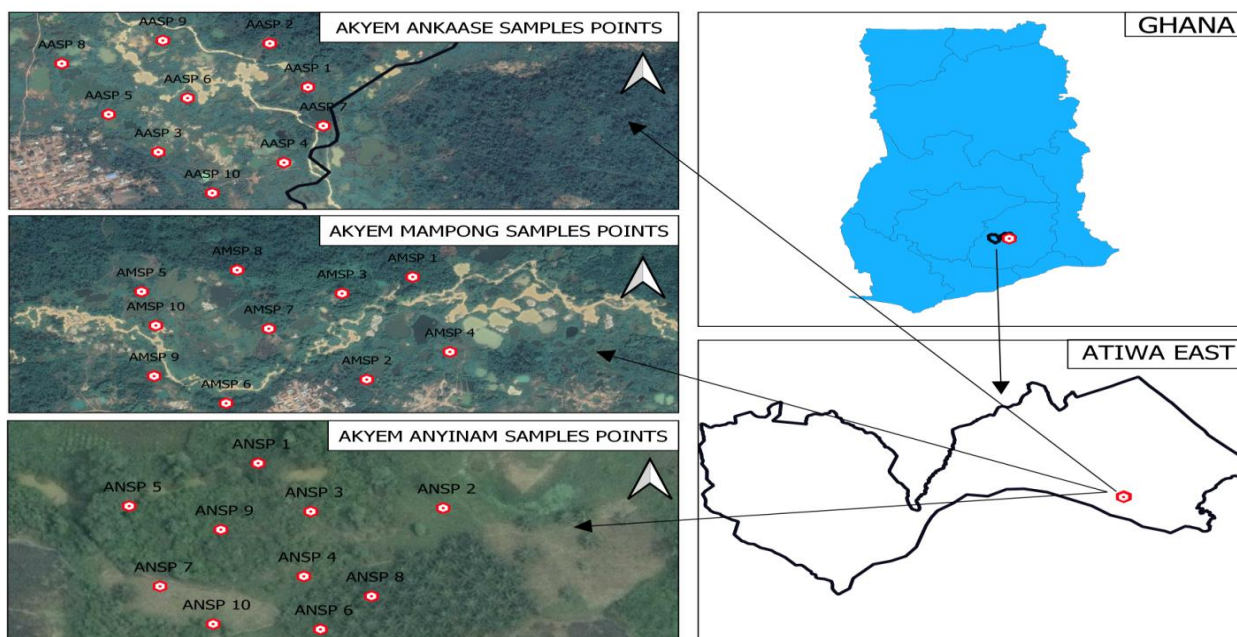 AKYEM ANKAASE SAMPLES POINTS
AASP 9
AASP 2
AASP 8
AASP 1
AASP 6
AASP 5
AASP 7
AASP 3
AASP 4
AASP 10
AKYEM MAMPONG SAMPLES POINTS
AMSP 8
AMSP 1
AMSP 5
AMSP 3
AMSP 10
AMSP 7
AMSP 4
AMSP 9
AMSP 2
AMSP 6
AKYEM ANYINAM SAMPLES POINTS
ANSP 1
ANSP 5
ANSP 3
ANSP 2
ANSP 9
ANSP 4
ANSP 7
ANSP 8
ANSP 10
ANSP 6
GHANA
ATIWA EAST